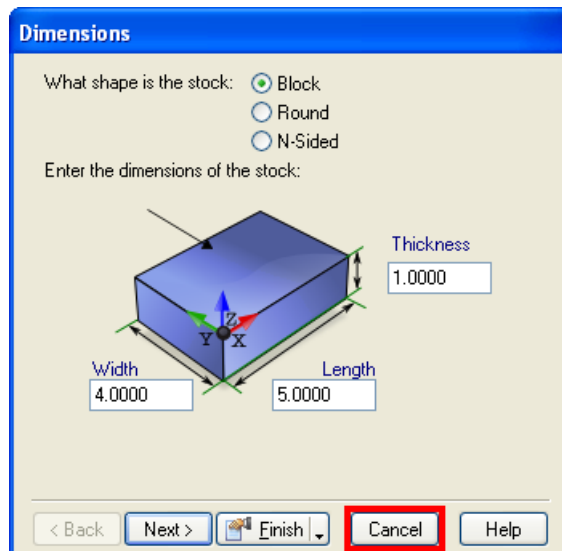 Dimensions
What shape is the stock: Block
Round
N-Sided
Enter the dimensions of the stock:
Thickness
1.0000
Z
Y X
Width Length
4.0000 5.0000
< Back Next > Finish Cancel Help